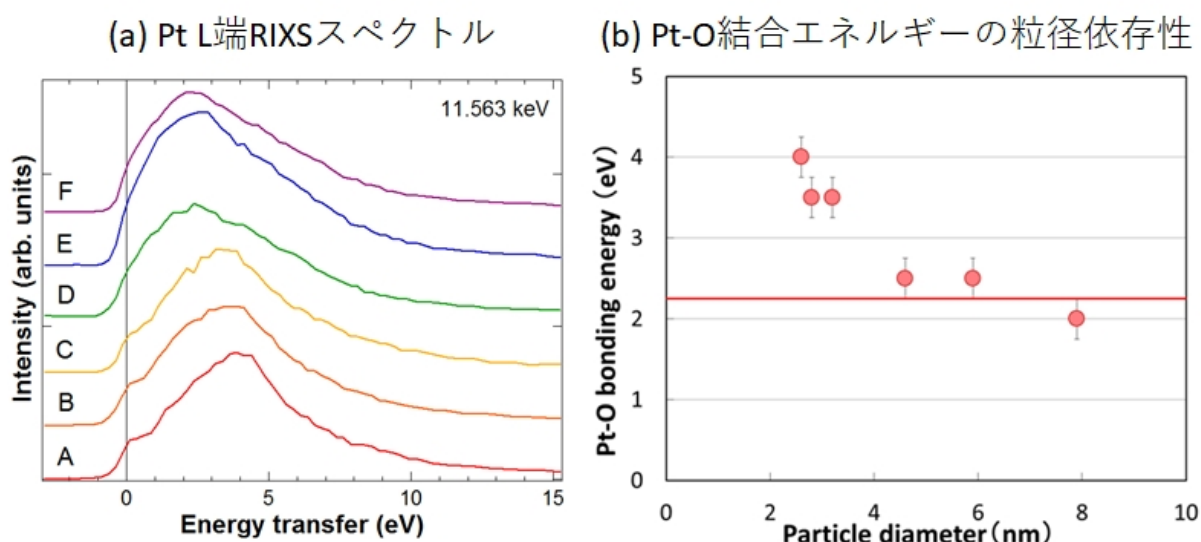 (a) Pt L端RIXSスペクトル
11.563 keV
Intensity (arb. units)
F
E
D
C
B
A
0 5 10 15
Energy transfer (eV)
(b) Pt-O結合エネルギーの粒径依存性
Pt-O bonding energy (eV)
5
4
3
2
1
0
0 2 4 6 8 10
Particle diameter(nm)